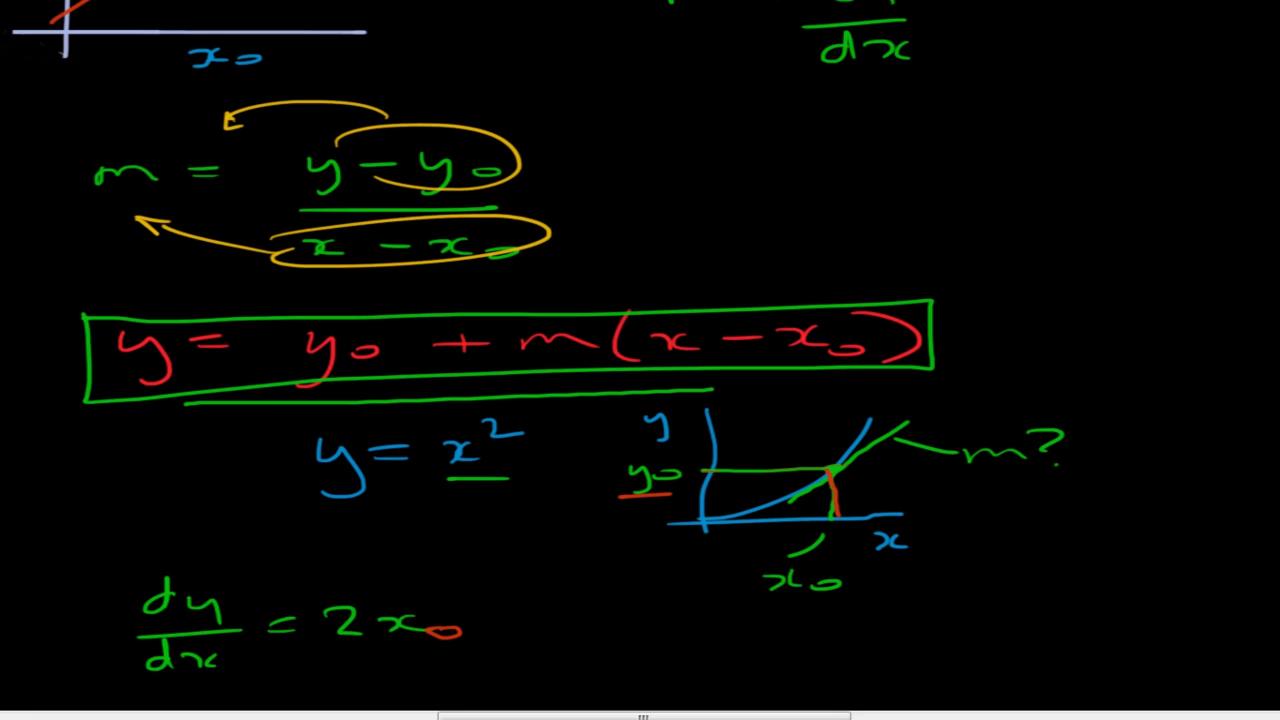 dx
x₀
m = y - y₀
x - x₀
y = y₀ + m(x - x₀)
y = x²
y
y₀
m?
x
x₀
dy
dx = 2x₀